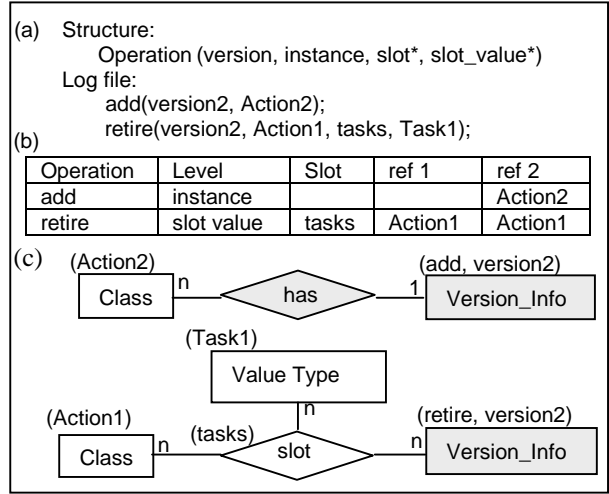 (a) Structure:
Operation (version, instance, slot*, slot_value*)
Log file:
add(version2, Action2);
retire(version2, Action1, tasks, Task1);
(b)
Operation Level Slot ref 1 ref 2
add instance Action2
retire slot value tasks Action1 Action1
(c)
(Action2) (add, version2)
Class n has 1 Version_Info
(Task1)
Value Type
n
(Action1) (tasks) (retire, version2)
Class n slot n Version_Info